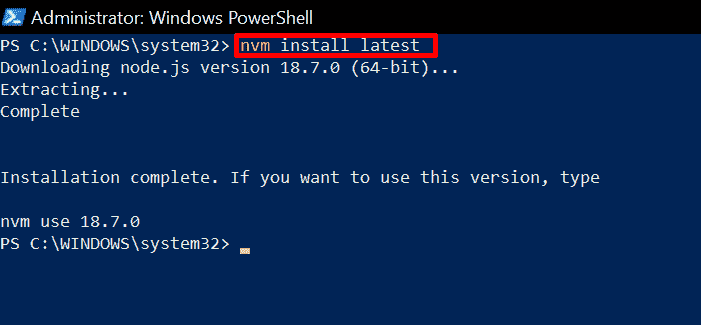 Administrator: Windows PowerShell
PS C:\WINDOWS\system32> nvm install latest
Downloading node.js version 18.7.0 (64-bit)...
Extracting...
Complete
Installation complete. If you want to use this version, type
nvm use 18.7.0
PS C:\WINDOWS\system32>